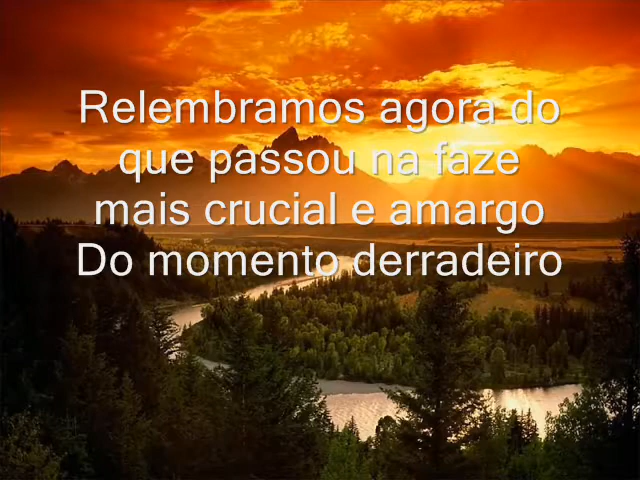 Relembramos agora do
que passou na faze
mais crucial e amargo
Do momento derradeiro